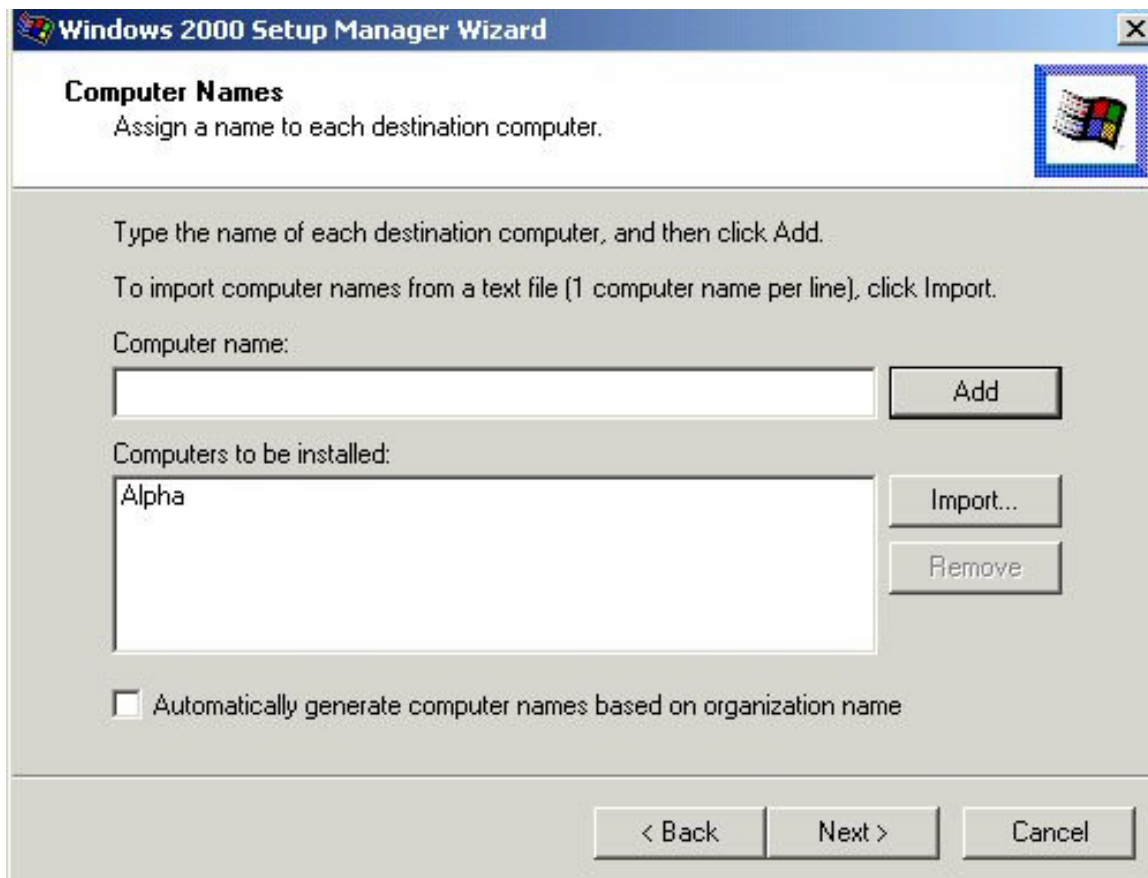 Windows 2000 Setup Manager Wizard
Computer Names
Assign a name to each destination computer.
Type the name of each destination computer, and then click Add.
To import computer names from a text file (1 computer name per line), click Import.
Computer name:
Add
Computers to be installed:
Alpha
Import...
Remove
Automatically generate computer names based on organization name
< Back
Next >
Cancel